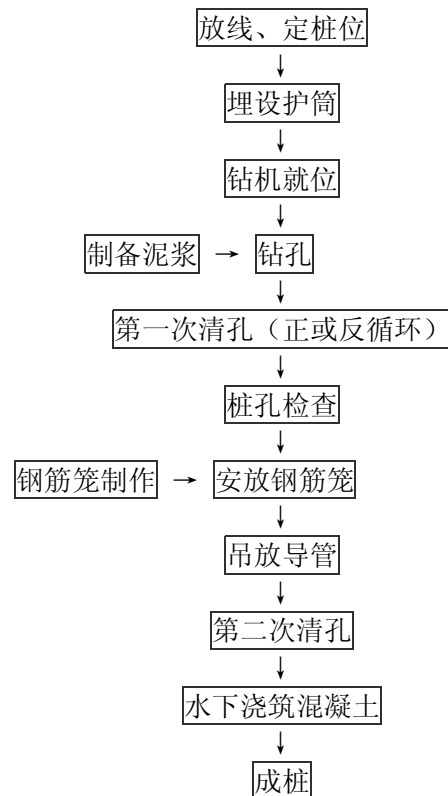 放线、定桩位
↓
埋设护筒
↓
钻机就位
↓
制备泥浆 → 钻孔
↓
第一次清孔（正或反循环）
↓
桩孔检查
↓
钢筋笼制作 → 安放钢筋笼
↓
吊放导管
↓
第二次清孔
↓
水下浇筑混凝土
↓
成桩